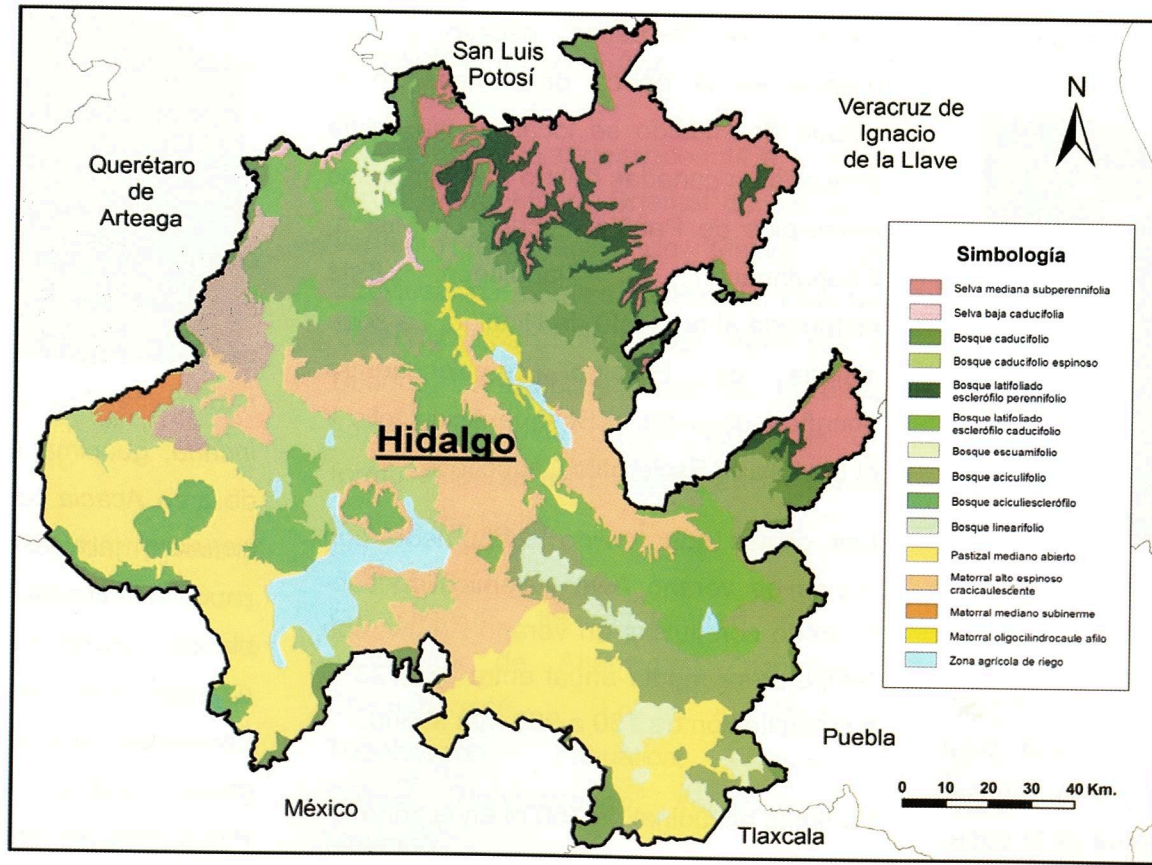 San Luis
Potosí
N
Veracruz de
Ignacio
de la Llave
Querétaro
de
Arteaga
Hidalgo
Simbología
Selva mediana subperennifolia
Selva baja caducifolia
Bosque caducifolio
Bosque caducifolio espinoso
Bosque latifoliado
esclerófilo perennifolio
Bosque latifoliado
esclerófilo caducifolio
Bosque escuamifolio
Bosque aciculifolio
Bosque aciculiesclerófilo
Bosque linearifolio
Pastizal mediano abierto
Matorral alto espinoso
cracicaulescente
Matorral mediano subinerme
Matorral oligocilindrocaule afilo
Zona agrícola de riego
Puebla
0 10 20 30 40 Km.
México
Tlaxcala